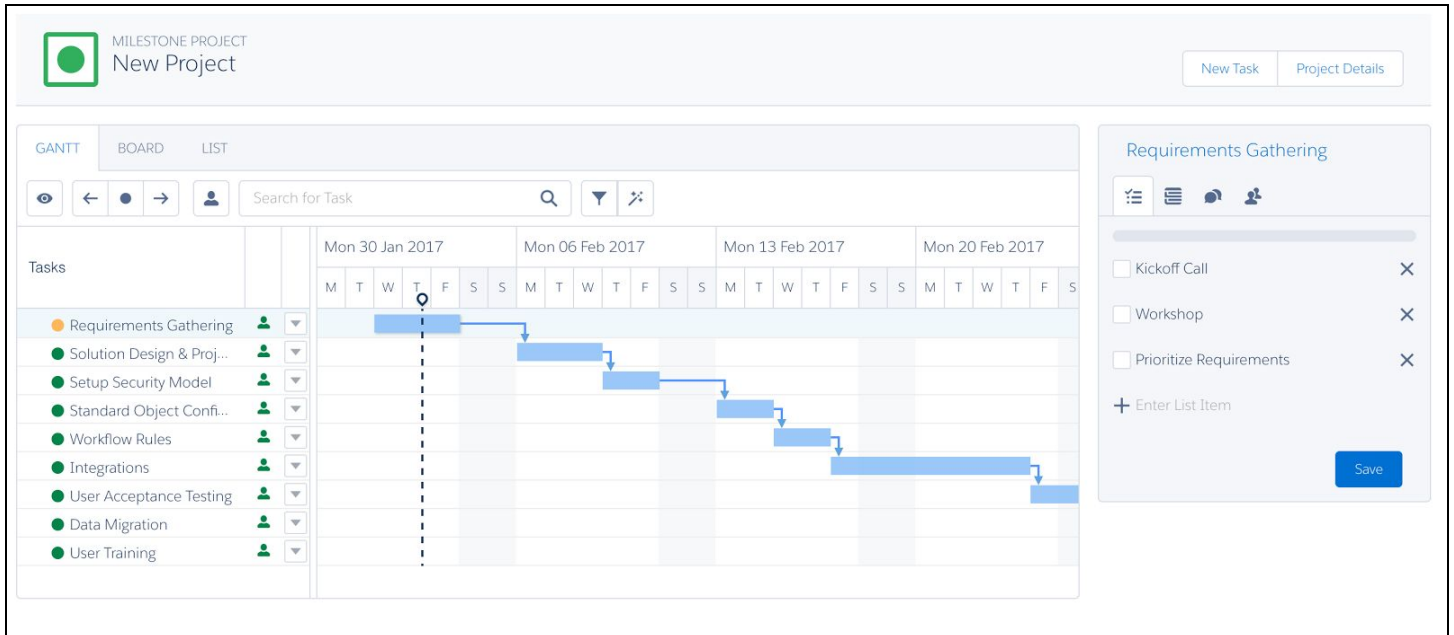 MILESTONE PROJECT
New Project
New Task Project Details
GANTT BOARD LIST
Search for Task
Tasks
Mon 30 Jan 2017 Mon 06 Feb 2017 Mon 13 Feb 2017 Mon 20 Feb 2017
M T W T F S S M T W T F S S M T W T F S S M T W T F S
Requirements Gathering
Solution Design & Proj...
Setup Security Model
Standard Object Confi...
Workflow Rules
Integrations
User Acceptance Testing
Data Migration
User Training
Requirements Gathering
Kickoff Call
Workshop
Prioritize Requirements
Enter List Item
Save